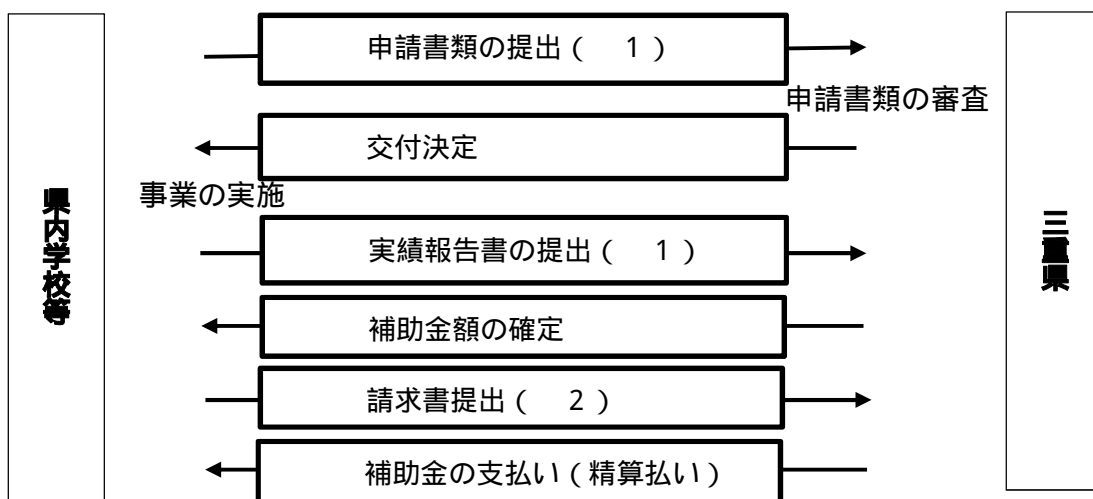 申請書類の提出(　1)
申請書類の審査
交付決定
事業の実施
県内学校等
三重県
実績報告書の提出(　1)
補助金額の確定
請求書提出(　2)
補助金の支払い(精算払い)